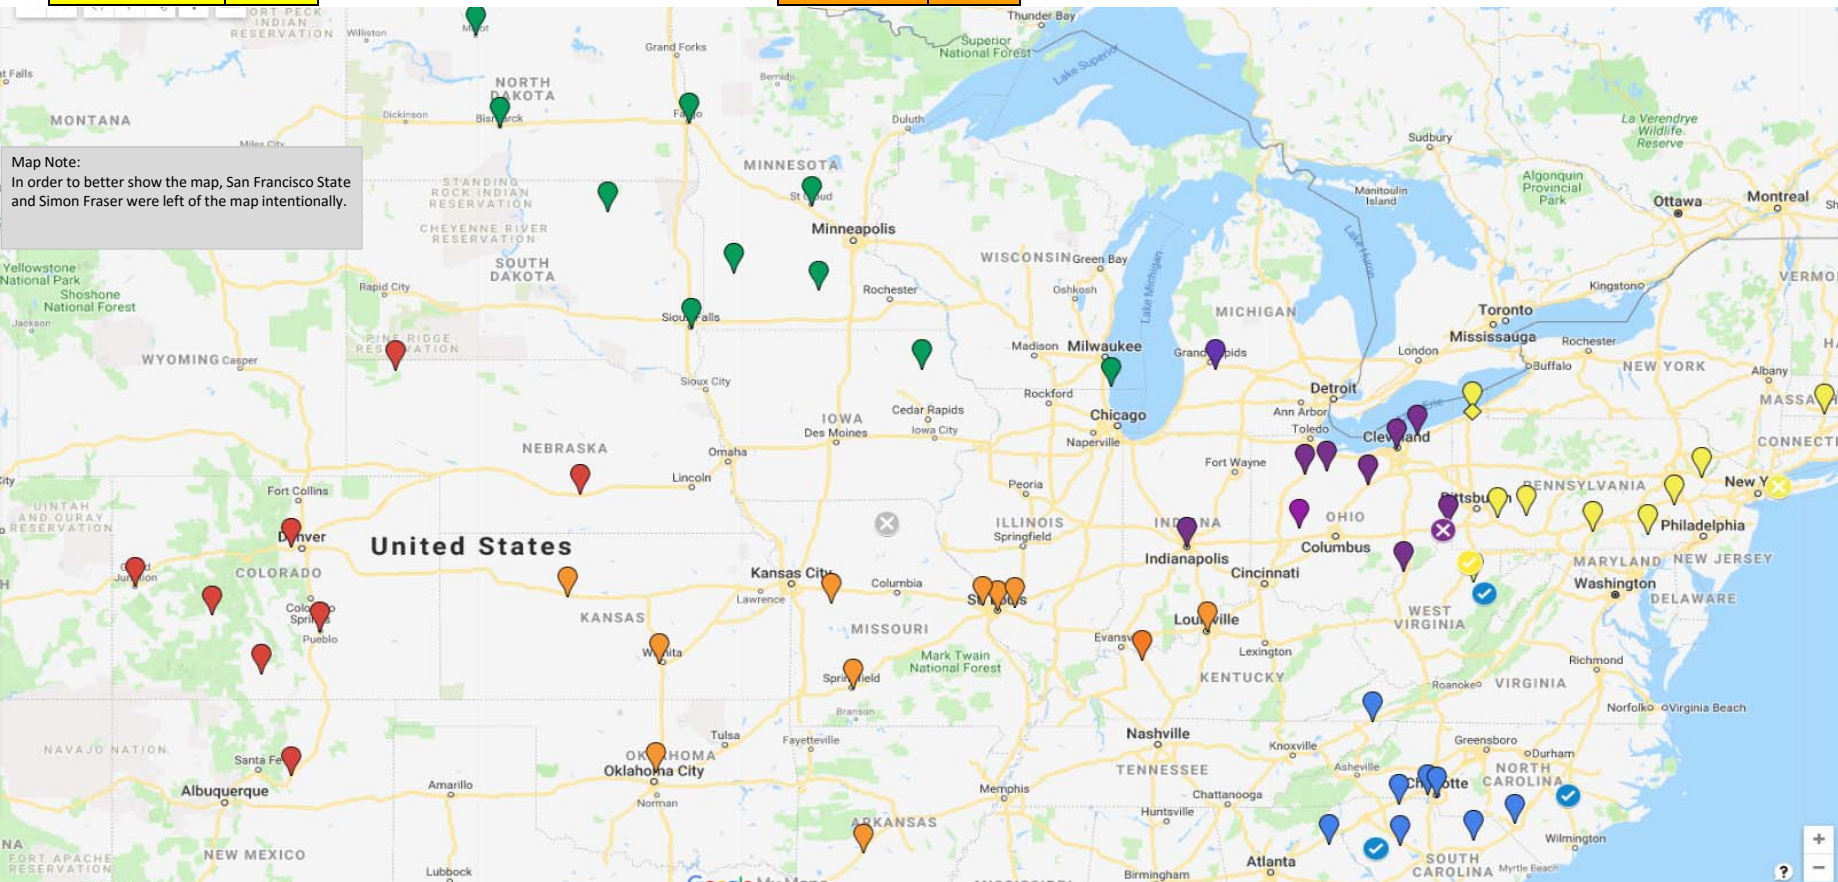 Thunder Bay
RESERVATION
Williston
Grand Forks
Superior
National Forest
Lake Superior
Bemidji
NORTH
DAKOTA
Dickinson
MONTANA
Duluth
Sudbury
La Verendrye
Wildlife
Reserve
Miles City
Map Note:
In order to better show the map, San Francisco State
and Simon Fraser were left of the map intentionally.
MINNESOTA
STANDING
ROCK INDIAN
RESERVATION
Manitoulin
Island
Algonquin
Provincial
Park
Ottawa
Montreal
CHEYENNE RIVER
RESERVATION
Minneapolis
SOUTH
DAKOTA
WISCONSIN
Green Bay
Lake Michigan
Lake Huron
Yellowstone
National Park
Shoshone
National Forest
Rapid City
Rochester
Oshkosh
Kingston
Jackson
MICHIGAN
Toronto
Mississauga
PINE RIDGE
WYOMING
Casper
Madison
Milwaukee
London
Rochester
Buffalo
NEW YORK
Albany
Sioux City
Rockford
Detroit
Ann Arbor
IOWA
Des Moines
Cedar Rapids
Iowa City
Chicago
Naperville
Toledo
NEBRASKA
Omaha
Lincoln
Fort Wayne
Peoria
PENNSYLVANIA
Fort Collins
UINTAH
AND OURAY
RESERVATION
United States
ILLINOIS
Springfield
Indianapolis
OHIO
Columbus
Philadelphia
COLORADO
Kansas City
Lawrence
Columbia
Cincinnati
MARYLAND
NEW JERSEY
Washington
DELAWARE
Pueblo
KANSAS
MISSOURI
WEST
VIRGINIA
Lexington
Mark Twain
National Forest
KENTUCKY
Richmond
Roanoke
VIRGINIA
Branson
Norfolk
Virginia Beach
NAVAJO NATION
Santa Fe
Tulsa
Fayetteville
Nashville
Knoxville
Greensboro
Durham
Oklahoma City
Norman
TENNESSEE
Asheville
NORTH
CAROLINA
Albuquerque
Amarillo
Memphis
Chattanooga
Huntsville
ARKANSAS
Wilmington
FORT APACHE
RESERVATION
NEW MEXICO
Lubbock
Atlanta
Birmingham
SOUTH
CAROLINA
Myrtle Beach